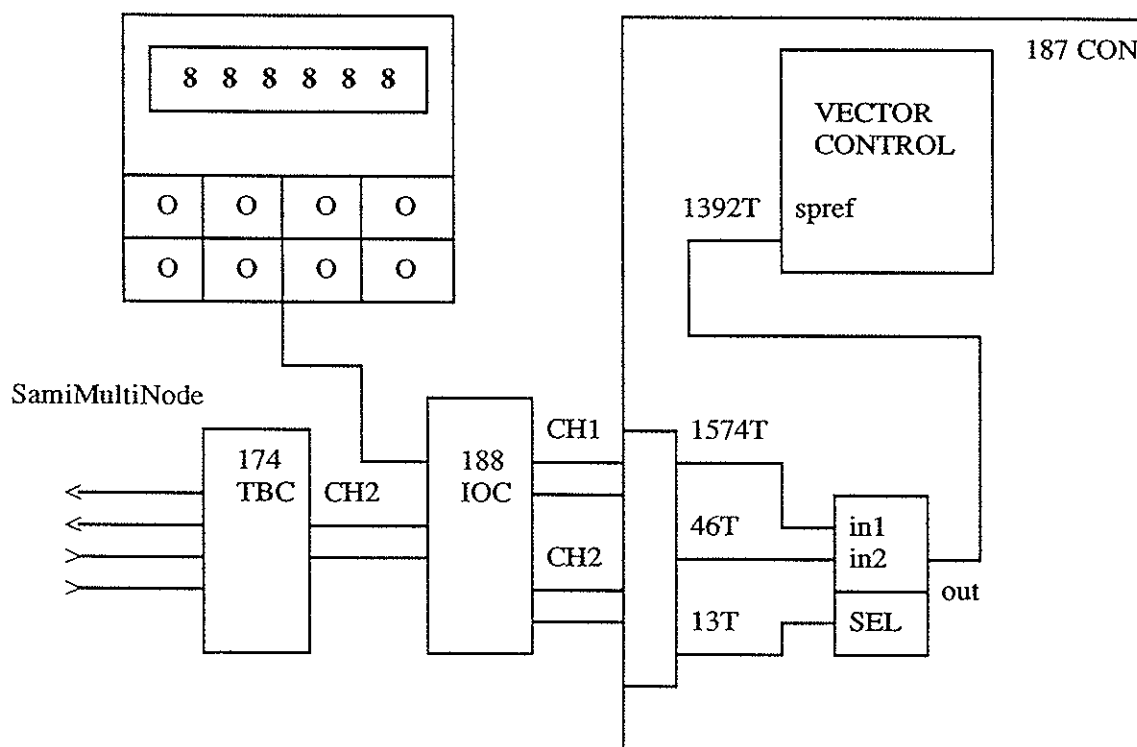 187 CON
8 8 8 8 8 8
VECTOR
CONTROL
O O O O
1392T spref
O O O O
SamiMultiNode
CH1 1574T
174 188
TBC CH2 IOC
46T in1
CH2 in2
out
13T SEL